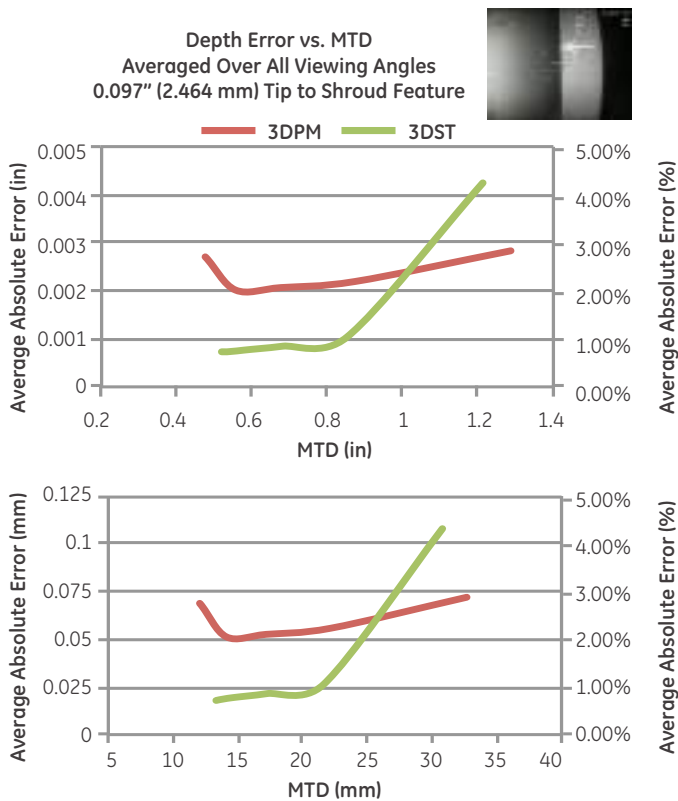 Depth Error vs. MTD
Averaged Over All Viewing Angles
0.097” (2.464 mm) Tip to Shroud Feature
3DPM 3DST
Average Absolute Error (in)
0.005
0.004
0.003
0.002
0.001
0
5.00%
4.00%
3.00%
2.00%
1.00%
0.00%
Average Absolute Error (%)
0.2 0.4 0.6 0.8 1 1.2 1.4
MTD (in)
Average Absolute Error (mm)
0.125
0.1
0.075
0.05
0.025
0
5.00%
4.00%
3.00%
2.00%
1.00%
0.00%
Average Absolute Error (%)
5 10 15 20 25 30 35 40
MTD (mm)